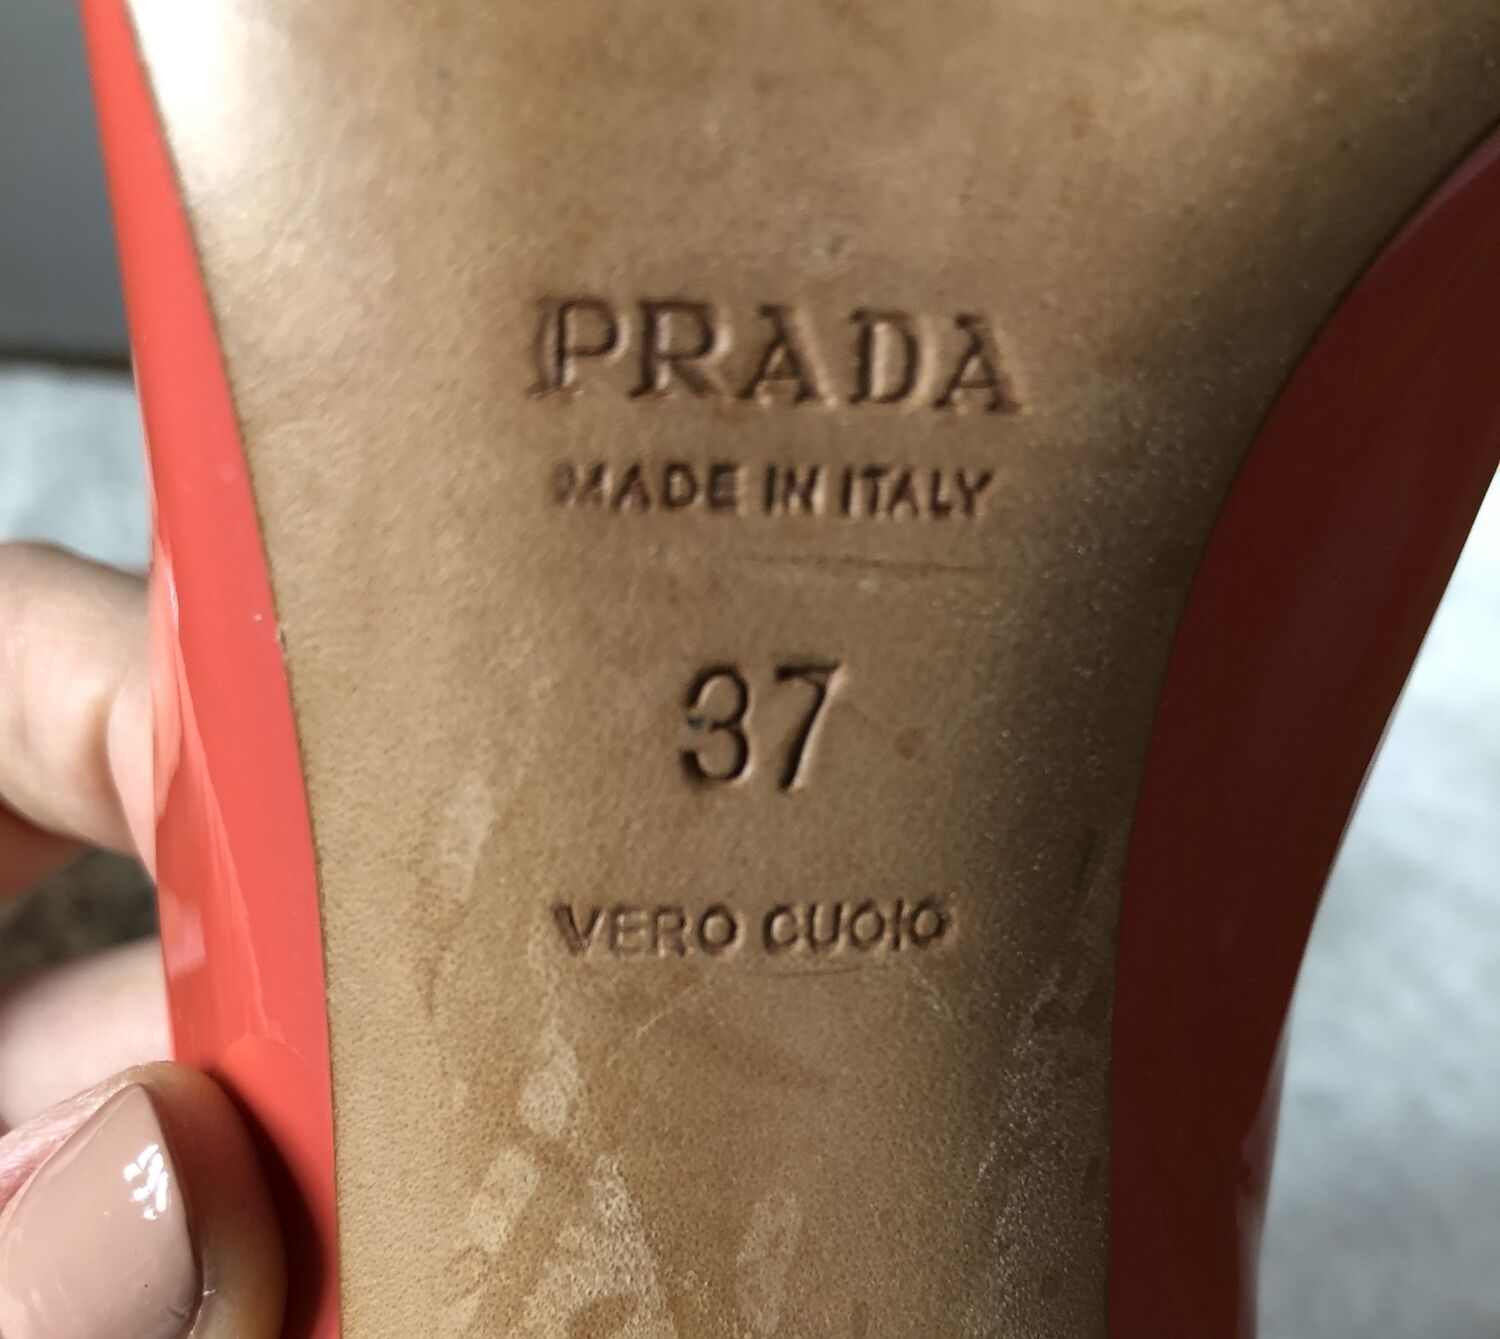 PRADA
MADE IN ITALY
37
VERO CUOIO